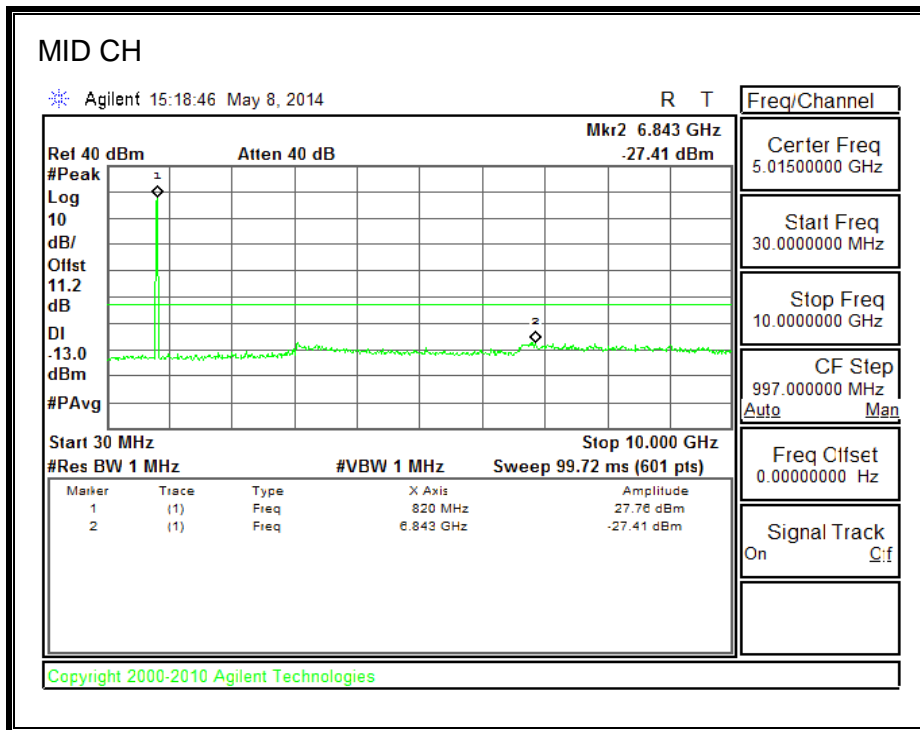 MID CH
Agilent 15:18:46 May 8, 2014 R T
Mkr2 6.843 GHz
Ref 40 dBm Atten 40 dB -27.41 dBm
#Peak
Log
10
dB/
Offst
11.2
dB
DI
-13.0
dBm
#PAvg
1
2
Start 30 MHz Stop 10.000 GHz
#Res BW 1 MHz #VBW 1 MHz Sweep 99.72 ms (601 pts)
Marker Trace Type X Axis Amplitude
1 (1) Freq 820 MHz 27.76 dBm
2 (1) Freq 6.843 GHz -27.41 dBm
Copyright 2000-2010 Agilent Technologies
Freq/Channel
Center Freq
5.01500000 GHz
Start Freq
30.0000000 MHz
Stop Freq
10.0000000 GHz
CF Step
997.000000 MHz
Auto Man
Freq Offset
0.00000000 Hz
Signal Track
On Off